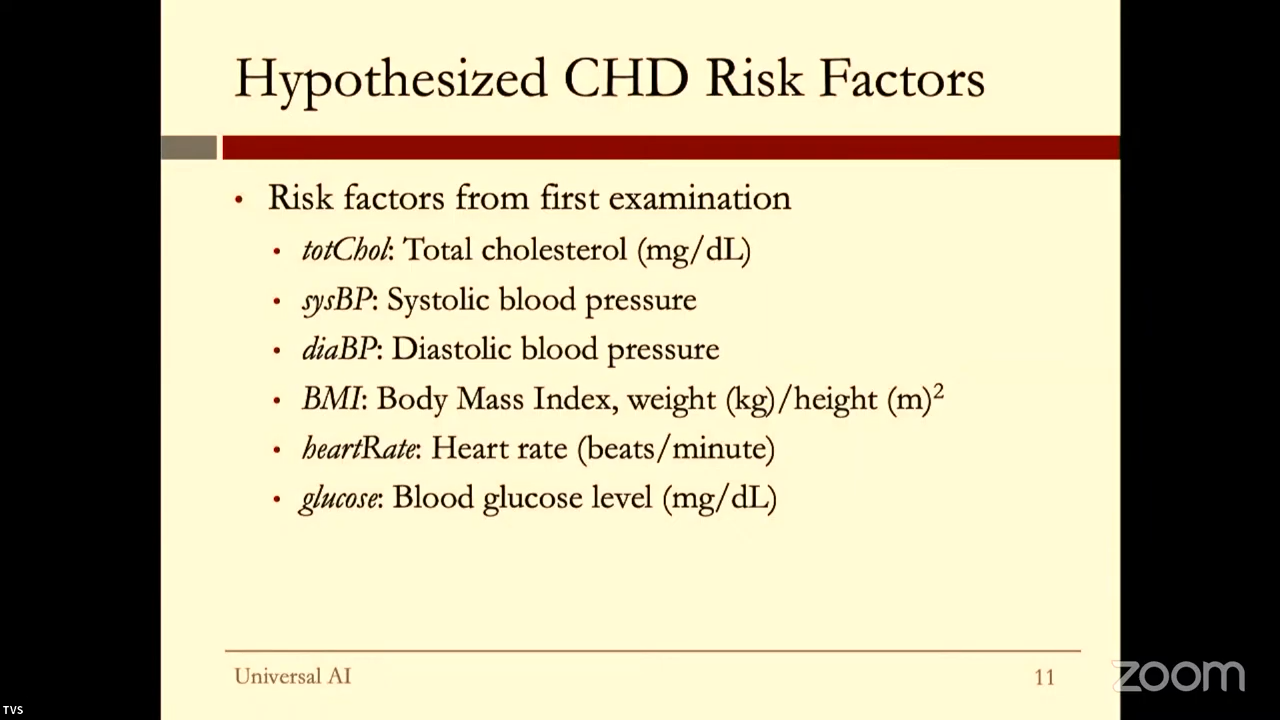 Hypothesized CHD Risk Factors
• Risk factors from first examination
• totChol: Total cholesterol (mg/dL)
• sysBP: Systolic blood pressure
• diaBP: Diastolic blood pressure
• BMI: Body Mass Index, weight (kg)/height (m)²
• heartRate: Heart rate (beats/minute)
• glucose: Blood glucose level (mg/dL)
Universal AI
11
zoom
TVS